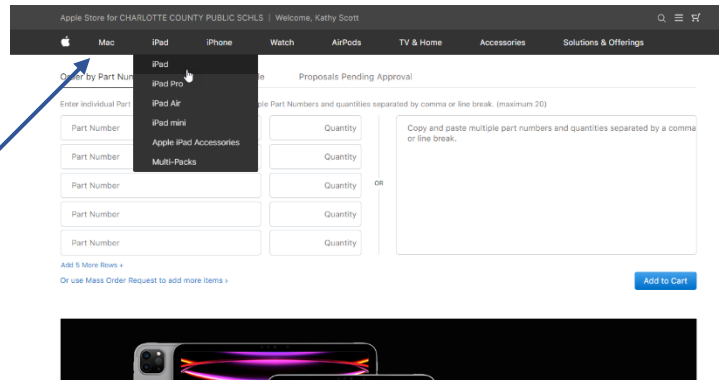 Apple Store for CHARLOTTE COUNTY PUBLIC SCHLS | Welcome, Kathy Scott
Mac iPad iPhone Watch AirPods TV & Home Accessories Solutions & Offerings
iPad
iPad Pro
iPad Air
iPad mini
Apple iPad Accessories
Multi-Packs
Order by Part Num Proposals Pending Approval
Enter individual Part ple Part Numbers and quantities separated by comma or line break. (maximum 20)
Part Number Quantity
Part Number Quantity
Part Number Quantity
Part Number Quantity
Part Number Quantity
OR
Copy and paste multiple part numbers and quantities separated by a comma
or line break.
Add 5 More Rows +
Or use Mass Order Request to add more items >
Add to Cart